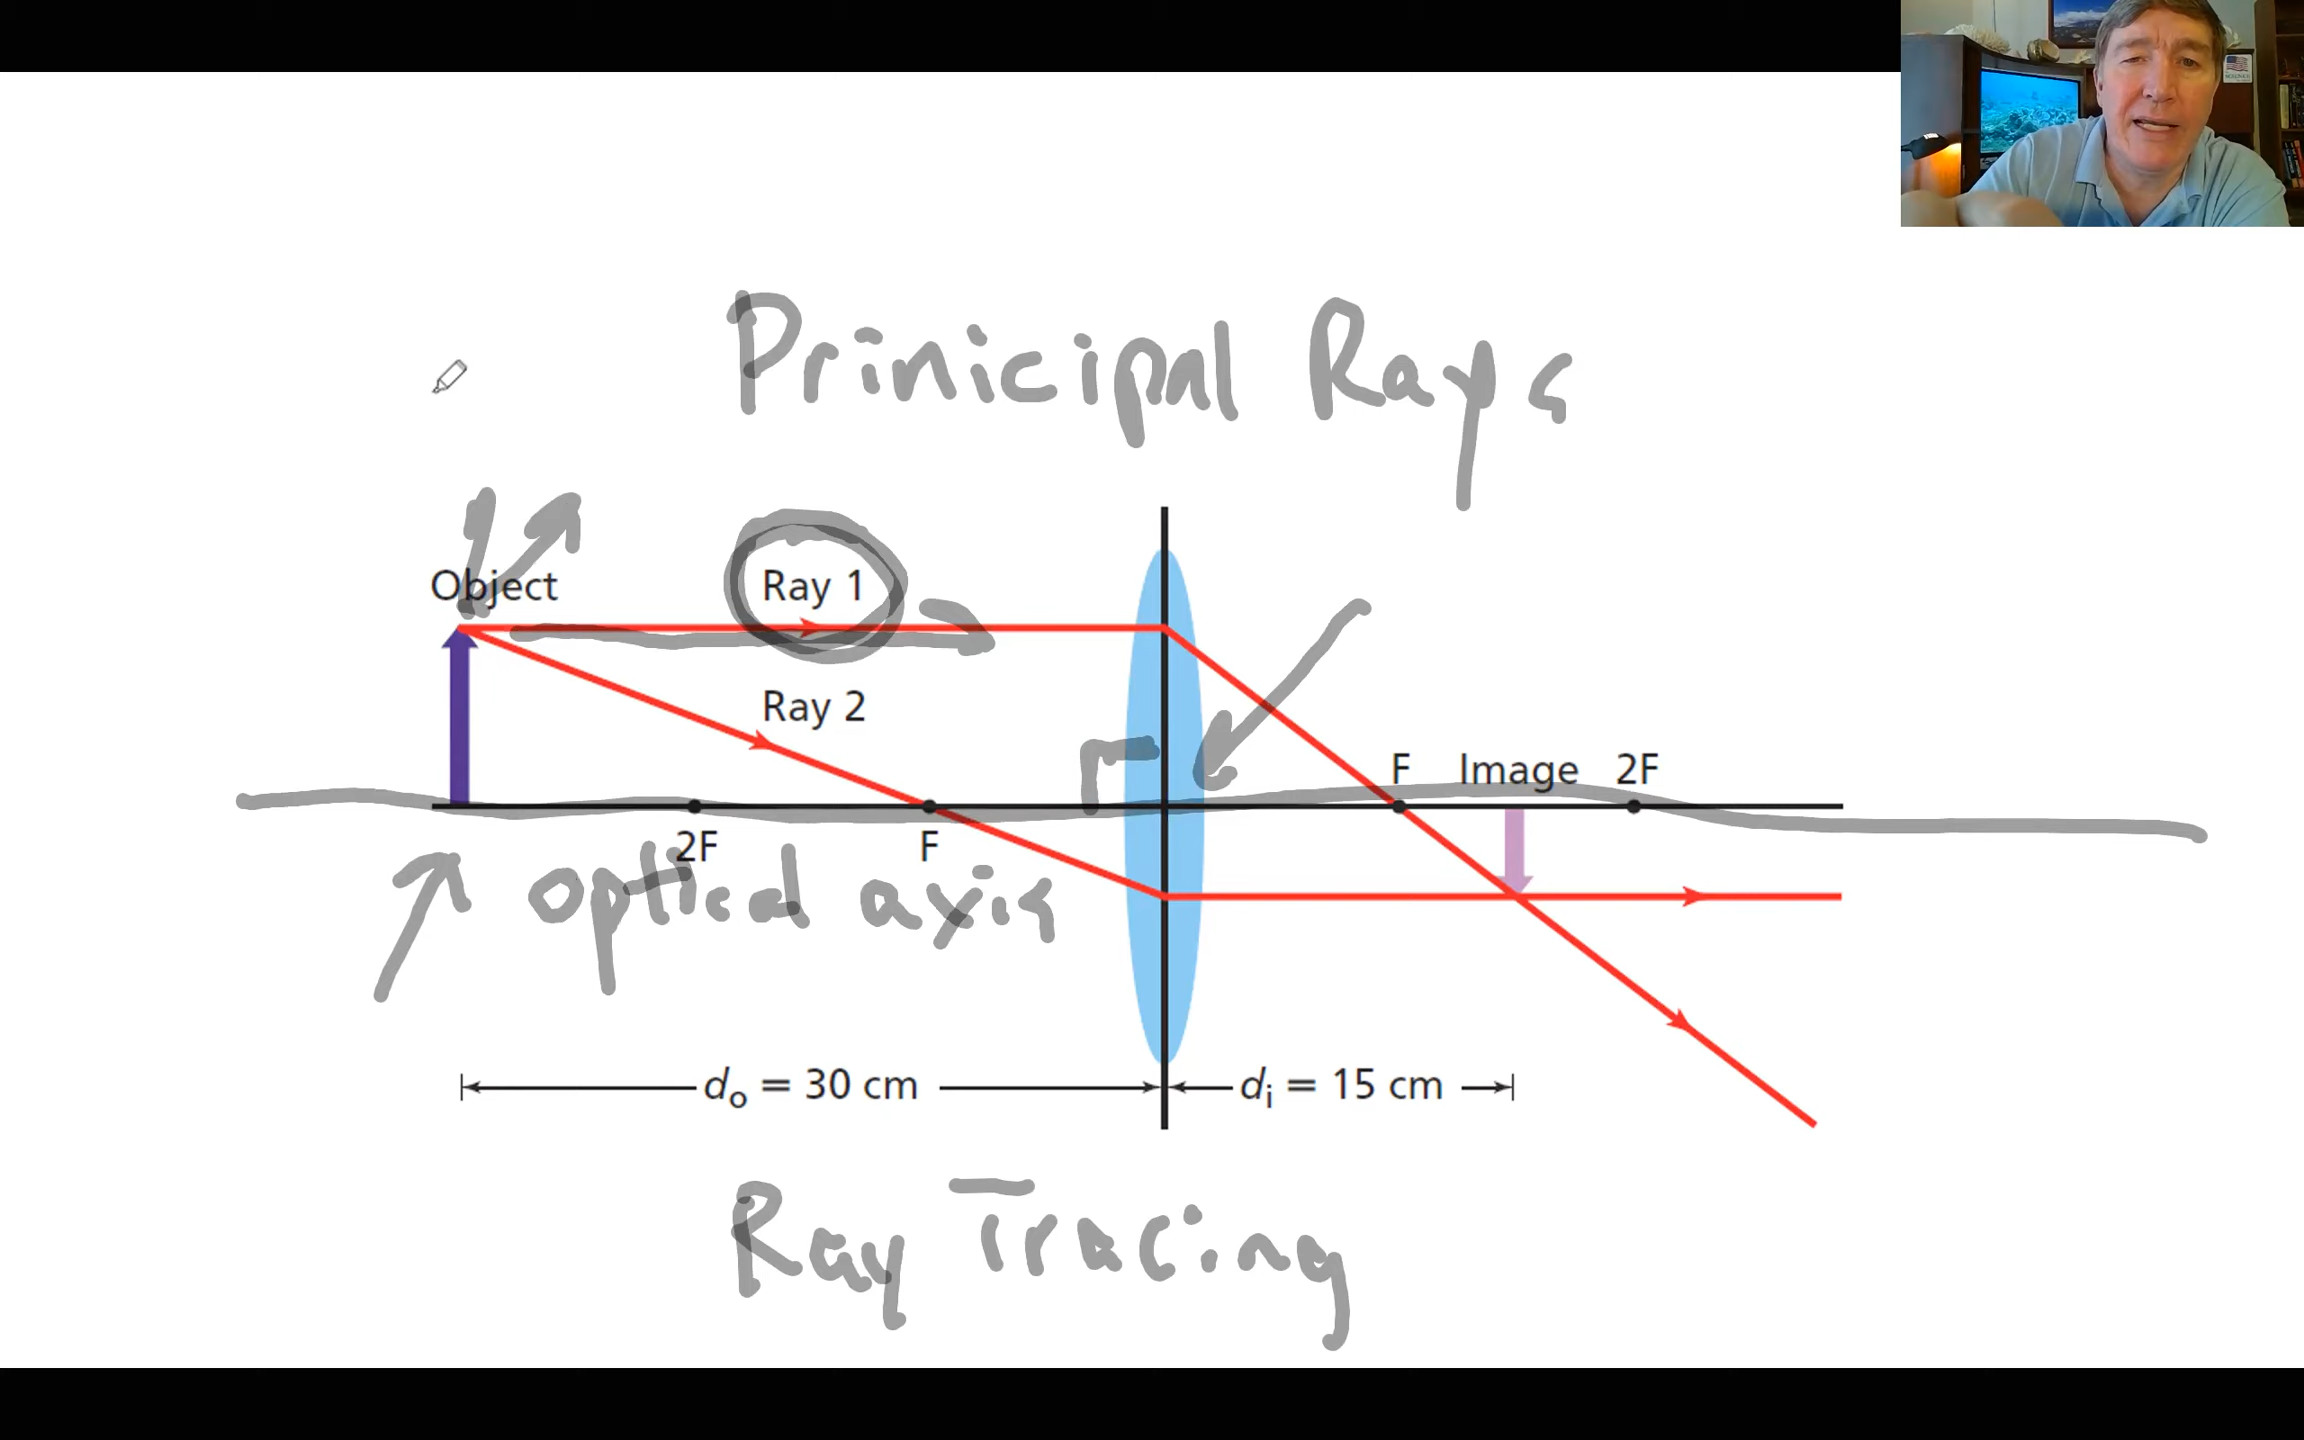 Prinicipal Rays
Object
Ray 1
Ray 2
F Image 2F
2F F
optical axis
do = 30 cm
di = 15 cm
Ray Tracing